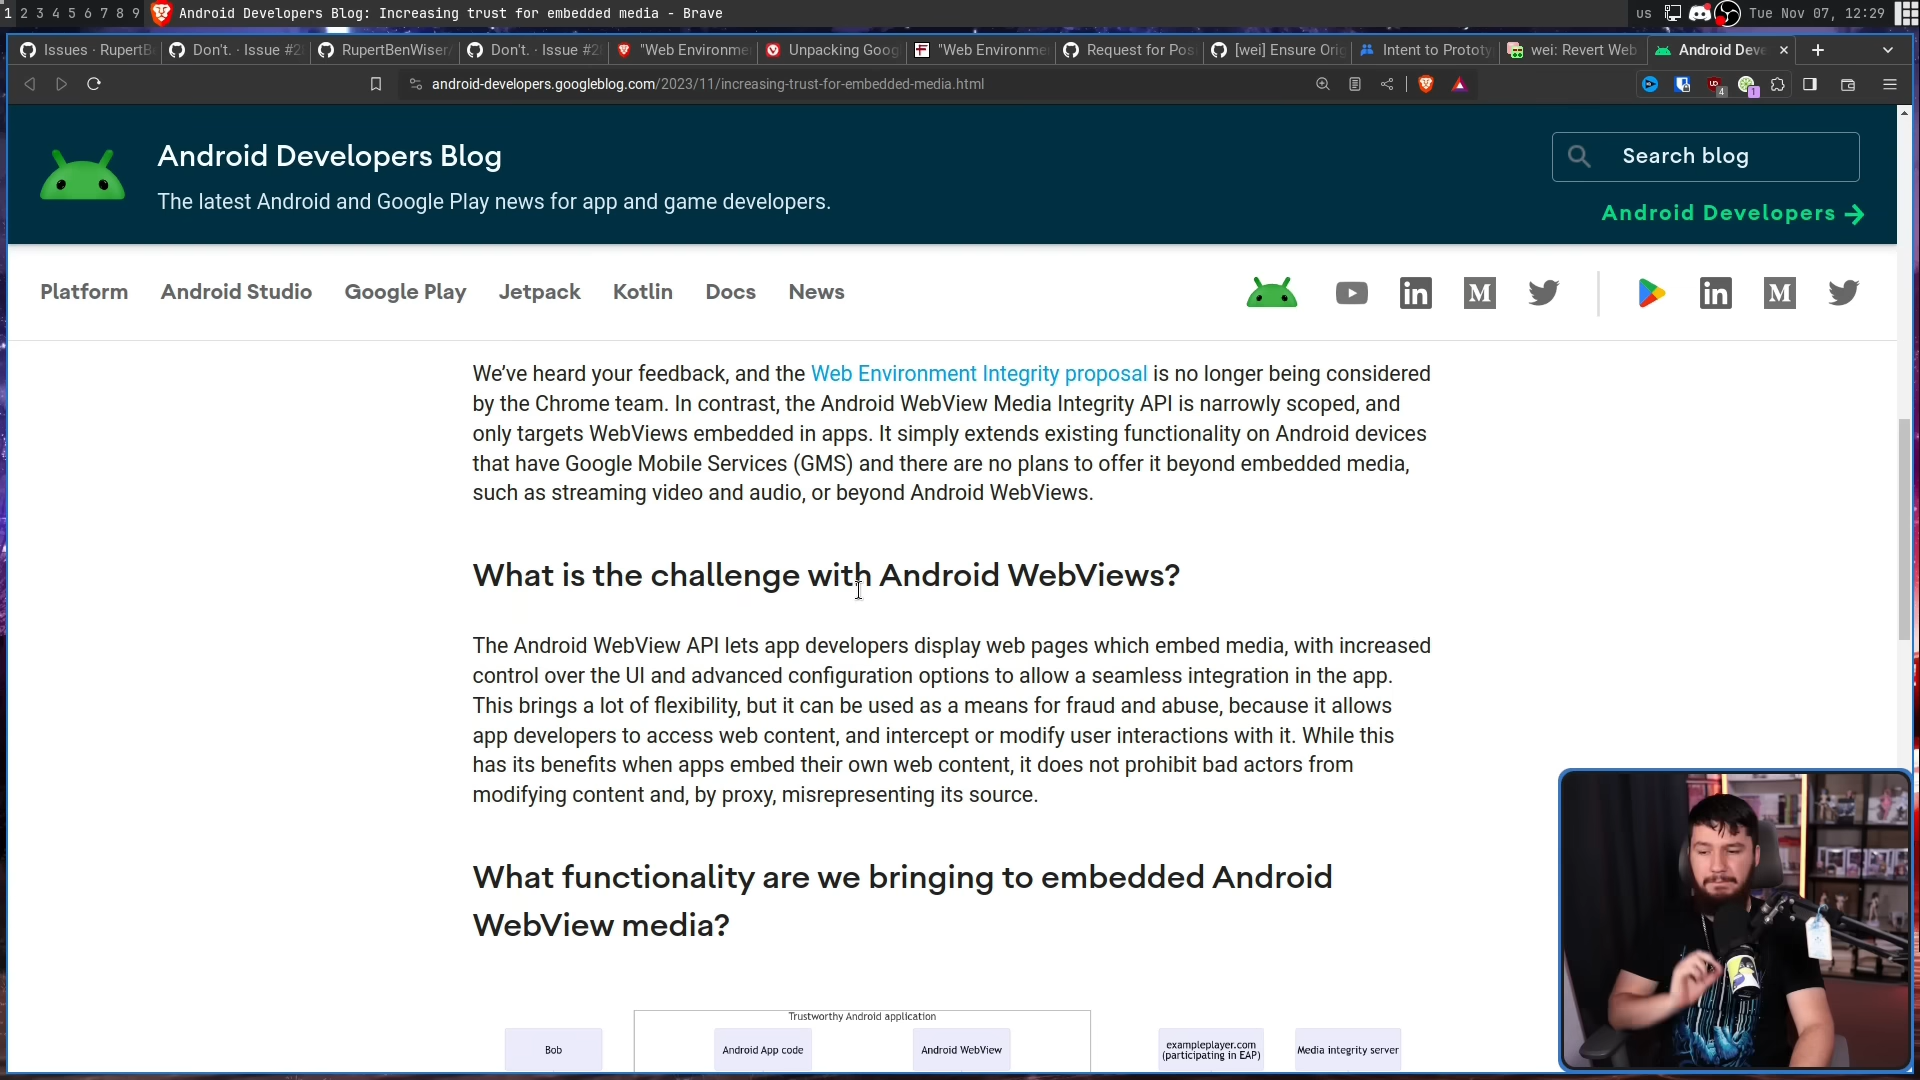 1 2 3 4 5 6 7 8 9 Android Developers Blog: Increasing trust for embedded media - Brave us Tue Nov 07, 12:29
Issues · RupertB Don't. · Issue #2 RupertBenWiser/ Don't. · Issue #2 "Web Environme Unpacking Goog "Web Environme Request for Pos [wei] Ensure Orig Intent to Prototy wei: Revert Web Android Deve
android-developers.googleblog.com/2023/11/increasing-trust-for-embedded-media.html 4 1
Android Developers Blog
Search blog
The latest Android and Google Play news for app and game developers.
Android Developers
Platform Android Studio Google Play Jetpack Kotlin Docs News
We've heard your feedback, and the Web Environment Integrity proposal is no longer being considered
by the Chrome team. In contrast, the Android WebView Media Integrity API is narrowly scoped, and
only targets WebViews embedded in apps. It simply extends existing functionality on Android devices
that have Google Mobile Services (GMS) and there are no plans to offer it beyond embedded media,
such as streaming video and audio, or beyond Android WebViews.
What is the challenge with Android WebViews?
The Android WebView API lets app developers display web pages which embed media, with increased
control over the UI and advanced configuration options to allow a seamless integration in the app.
This brings a lot of flexibility, but it can be used as a means for fraud and abuse, because it allows
app developers to access web content, and intercept or modify user interactions with it. While this
has its benefits when apps embed their own web content, it does not prohibit bad actors from
modifying content and, by proxy, misrepresenting its source.
What functionality are we bringing to embedded Android
WebView media?
Trustworthy Android application
Bob Android App code Android WebView exampleplayer.com Media integrity server
(participating in EAP)